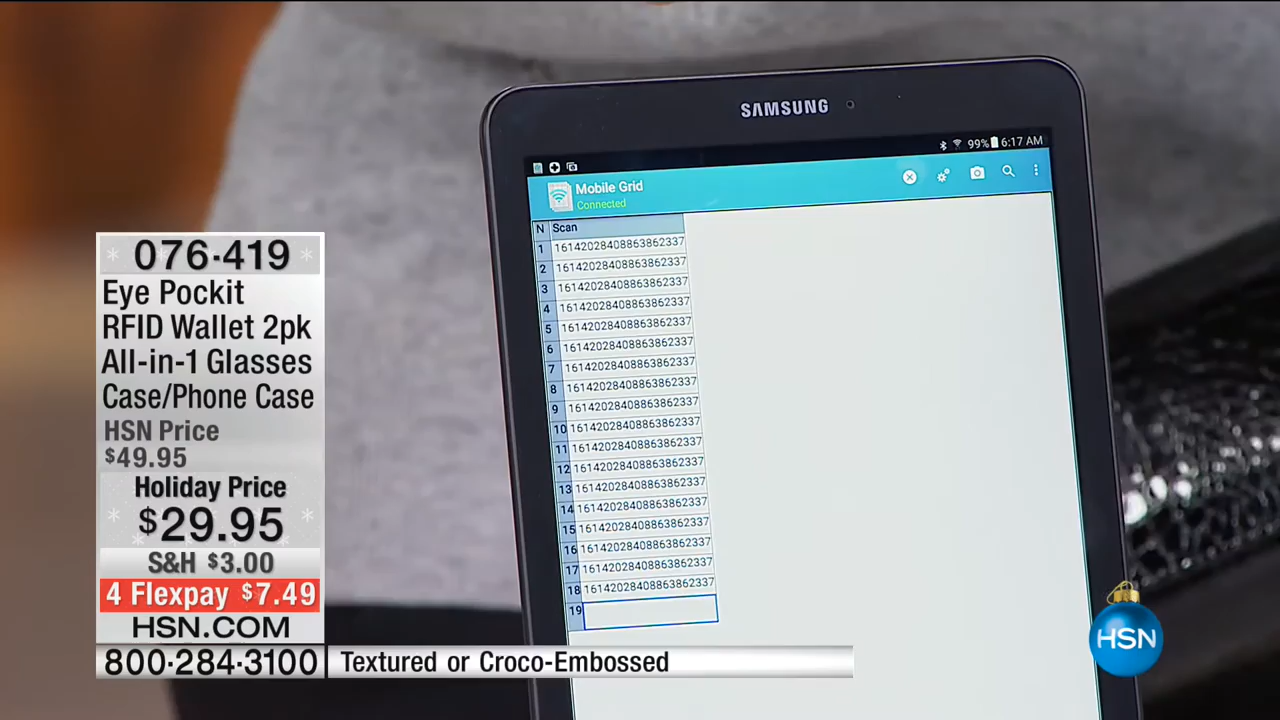 076-419
Eye Pockit
RFID Wallet 2pk
All-in-1 Glasses
Case/Phone Case
HSN Price
$49.95
Holiday Price
$29.95
S&H $3.00
4 Flexpay $7.49
HSN.COM
800-284-3100
Textured or Croco-Embossed
SAMSUNG
99% 6:17 AM
Mobile Grid
Connected
N Scan
1 16142028408863862337
2 16142028408863862337
3 16142028408863862337
4 16142028408863862337
5 16142028408863862337
6 16142028408863862337
7 16142028408863862337
8 16142028408863862337
9 16142028408863862337
10 16142028408863862337
11 16142028408863862337
12 16142028408863862337
13 16142028408863862337
14 16142028408863862337
15 16142028408863862337
16 16142028408863862337
17 16142028408863862337
18 16142028408863862337
19
HSN